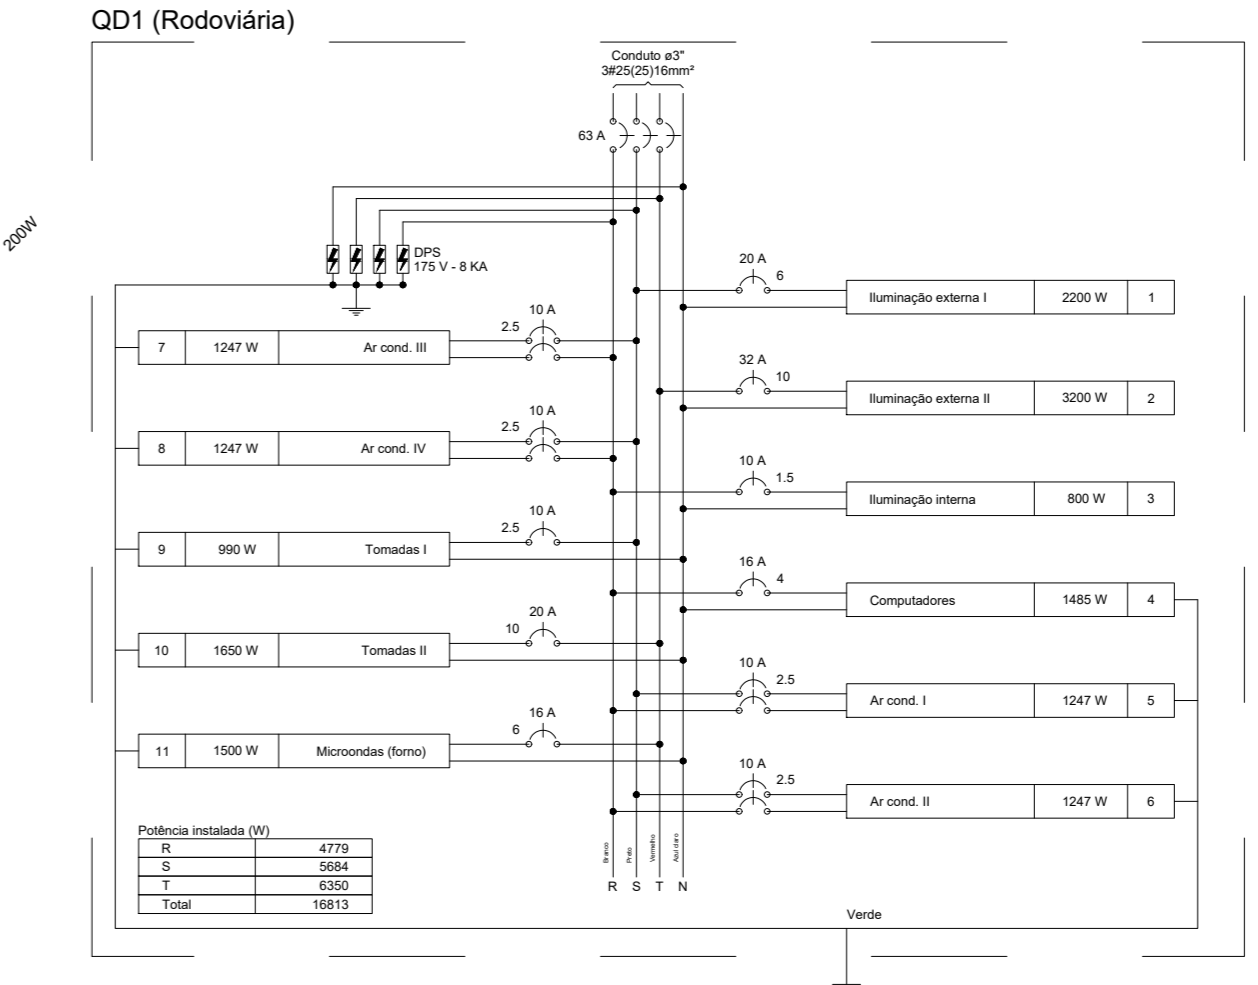 QD1 (Rodoviária)
Conduto ø3"
3#25(25)16mm²
63 A
200W
DPS
175 V - 8 KA
20 A
6
Iluminação externa I 2200 W 1
10 A
2.5
7 1247 W Ar cond. III
32 A
10
Iluminação externa II 3200 W 2
10 A
2.5
8 1247 W Ar cond. IV
10 A
1.5
Iluminação interna 800 W 3
10 A
2.5
9 990 W Tomadas I
16 A
4
Computadores 1485 W 4
20 A
10
10 1650 W Tomadas II
10 A
2.5
Ar cond. I 1247 W 5
16 A
6
11 1500 W Microondas (forno)
10 A
2.5
Ar cond. II 1247 W 6
Potência instalada (W)
R 4779
S 5684
T 6350
Total 16813
Branco
Preto
Vermelho
Azul claro
R S T N
Verde